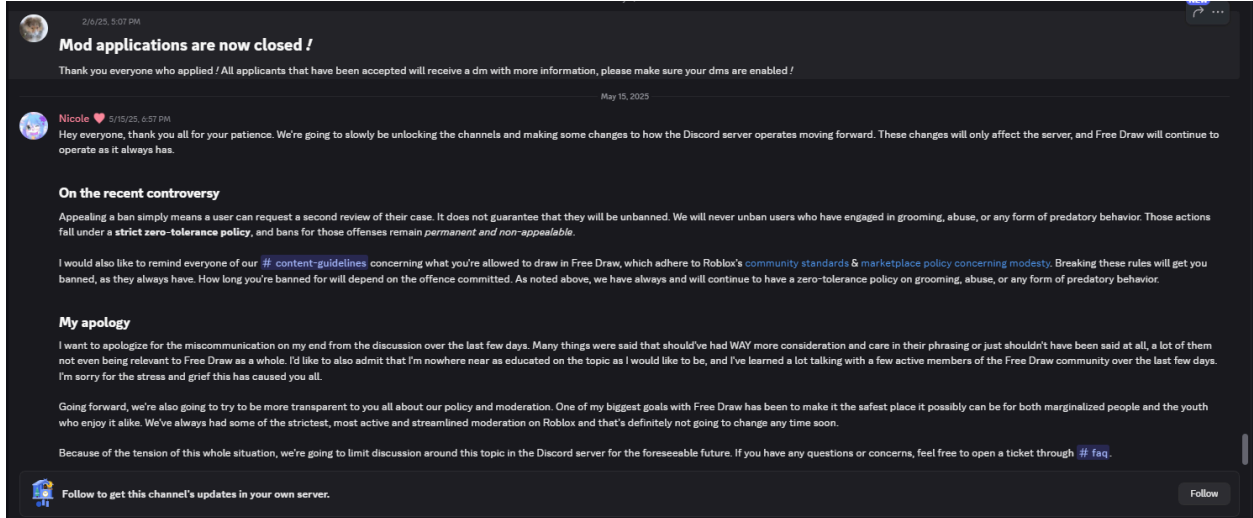 2/6/25, 5:07 PM
NEW
Mod applications are now closed !
Thank you everyone who applied ! All applicants that have been accepted will receive a dm with more information, please make sure your dms are enabled !
May 15, 2025
Nicole 5/15/25, 6:57 PM
Hey everyone, thank you all for your patience. We're going to slowly be unlocking the channels and making some changes to how the Discord server operates moving forward. These changes will only affect the server, and Free Draw will continue to
operate as it always has.
On the recent controversy
Appealing a ban simply means a user can request a second review of their case. It does not guarantee that they will be unbanned. We will never unban users who have engaged in grooming, abuse, or any form of predatory behavior. Those actions
fall under a strict zero-tolerance policy, and bans for those offenses remain permanent and non-appealable.
I would also like to remind everyone of our # content-guidelines concerning what you're allowed to draw in Free Draw, which adhere to Roblox's community standards & marketplace policy concerning modesty. Breaking these rules will get you
banned, as they always have. How long you're banned for will depend on the offence committed. As noted above, we have always and will continue to have a zero-tolerance policy on grooming, abuse, or any form of predatory behavior.
My apology
I want to apologize for the miscommunication on my end from the discussion over the last few days. Many things were said that should've had WAY more consideration and care in their phrasing or just shouldn't have been said at all, a lot of them
not even being relevant to Free Draw as a whole. I'd like to also admit that I'm nowhere near as educated on the topic as I would like to be, and I've learned a lot talking with a few active members of the Free Draw community over the last few days.
I'm sorry for the stress and grief this has caused you all.
Going forward, we're also going to try to be more transparent to you all about our policy and moderation. One of my biggest goals with Free Draw has been to make it the safest place it possibly can be for both marginalized people and the youth
who enjoy it alike. We've always had some of the strictest, most active and streamlined moderation on Roblox and that's definitely not going to change any time soon.
Because of the tension of this whole situation, we're going to limit discussion around this topic in the Discord server for the foreseeable future. If you have any questions or concerns, feel free to open a ticket through # faq.
Follow to get this channel's updates in your own server.
Follow